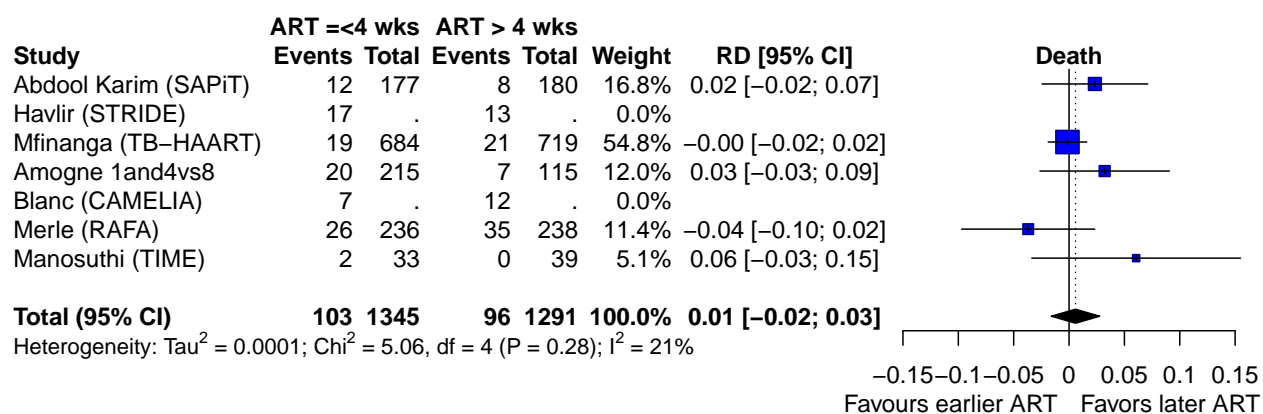 ART =<4 wks ART > 4 wks
Study Events Total Events Total Weight RD [95% CI] Death
Abdool Karim (SAPiT) 12 177 8 180 16.8% 0.02 [−0.02; 0.07]
Havlir (STRIDE) 17 . 13 . 0.0%
Mfinanga (TB−HAART) 19 684 21 719 54.8% −0.00 [−0.02; 0.02]
Amogne 1and4vs8 20 215 7 115 12.0% 0.03 [−0.03; 0.09]
Blanc (CAMELIA) 7 . 12 . 0.0%
Merle (RAFA) 26 236 35 238 11.4% −0.04 [−0.10; 0.02]
Manosuthi (TIME) 2 33 0 39 5.1% 0.06 [−0.03; 0.15]
Total (95% CI) 103 1345 96 1291 100.0% 0.01 [−0.02; 0.03]
Heterogeneity: Tau² = 0.0001; Chi² = 5.06, df = 4 (P = 0.28); I² = 21%
−0.15 −0.1 −0.05 0 0.05 0.1 0.15
Favours earlier ART Favors later ART